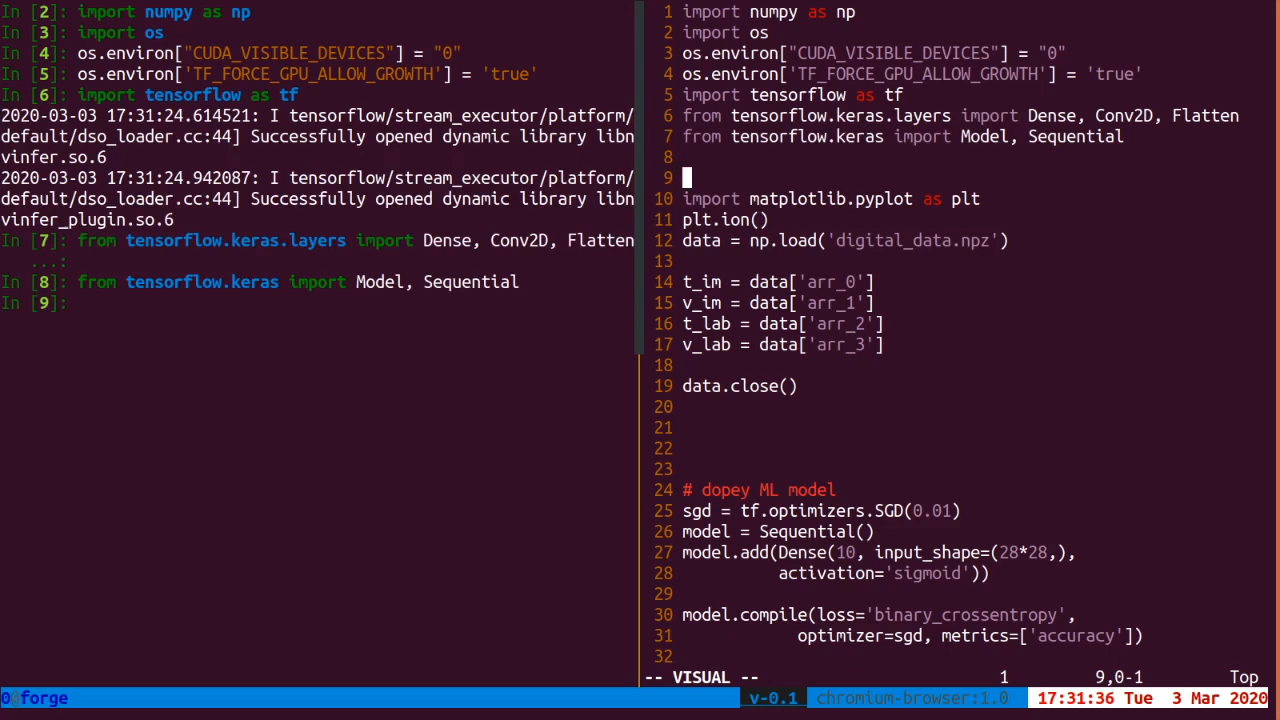 In [2]: import numpy as np
In [3]: import os
In [4]: os.environ["CUDA_VISIBLE_DEVICES"] = "0"
In [5]: os.environ['TF_FORCE_GPU_ALLOW_GROWTH'] = 'true'
In [6]: import tensorflow as tf
2020-03-03 17:31:24.614521: I tensorflow/stream_executor/platform/
default/dso_loader.cc:44] Successfully opened dynamic library libn
vinfer.so.6
2020-03-03 17:31:24.942087: I tensorflow/stream_executor/platform/
default/dso_loader.cc:44] Successfully opened dynamic library libn
vinfer_plugin.so.6
In [7]: from tensorflow.keras.layers import Dense, Conv2D, Flatten
...:
In [8]: from tensorflow.keras import Model, Sequential
In [9]:
1 import numpy as np
2 import os
3 os.environ["CUDA_VISIBLE_DEVICES"] = "0"
4 os.environ['TF_FORCE_GPU_ALLOW_GROWTH'] = 'true'
5 import tensorflow as tf
6 from tensorflow.keras.layers import Dense, Conv2D, Flatten
7 from tensorflow.keras import Model, Sequential
8
9
10 import matplotlib.pyplot as plt
11 plt.ion()
12 data = np.load('digital_data.npz')
13
14 t_im = data['arr_0']
15 v_im = data['arr_1']
16 t_lab = data['arr_2']
17 v_lab = data['arr_3']
18
19 data.close()
20
21
22
23
24 # dopey ML model
25 sgd = tf.optimizers.SGD(0.01)
26 model = Sequential()
27 model.add(Dense(10, input_shape=(28*28,),
28 activation='sigmoid'))
29
30 model.compile(loss='binary_crossentropy',
31 optimizer=sgd, metrics=['accuracy'])
32
-- VISUAL -- 1 9,0-1 Top
0@forge v-0.1 chromium-browser:1.0 17:31:36 Tue 3 Mar 2020